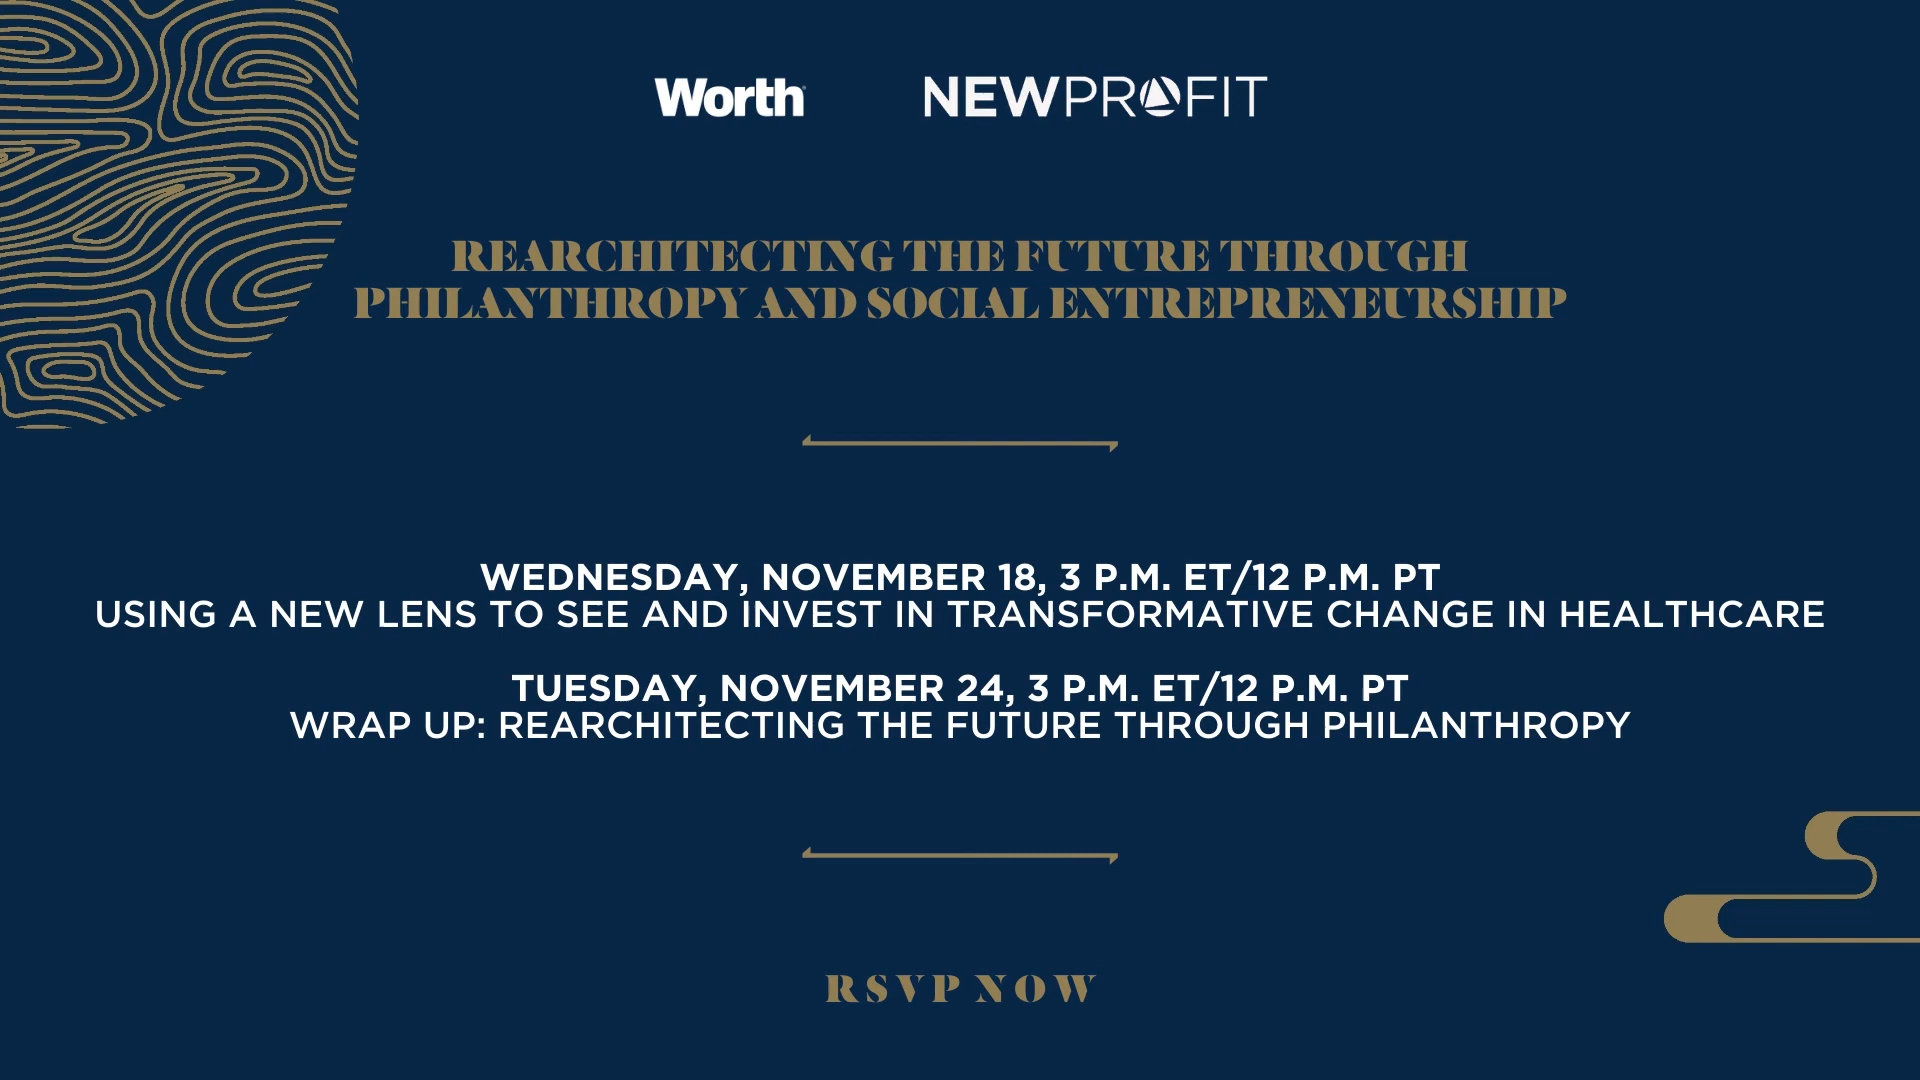 Worth NEWPROFIT
REARCHITECTING THE FUTURE THROUGH
PHILANTHROPY AND SOCIAL ENTREPRENEURSHIP
WEDNESDAY, NOVEMBER 18, 3 P.M. ET/12 P.M. PT
USING A NEW LENS TO SEE AND INVEST IN TRANSFORMATIVE CHANGE IN HEALTHCARE
TUESDAY, NOVEMBER 24, 3 P.M. ET/12 P.M. PT
WRAP UP: REARCHITECTING THE FUTURE THROUGH PHILANTHROPY
RSVP NOW